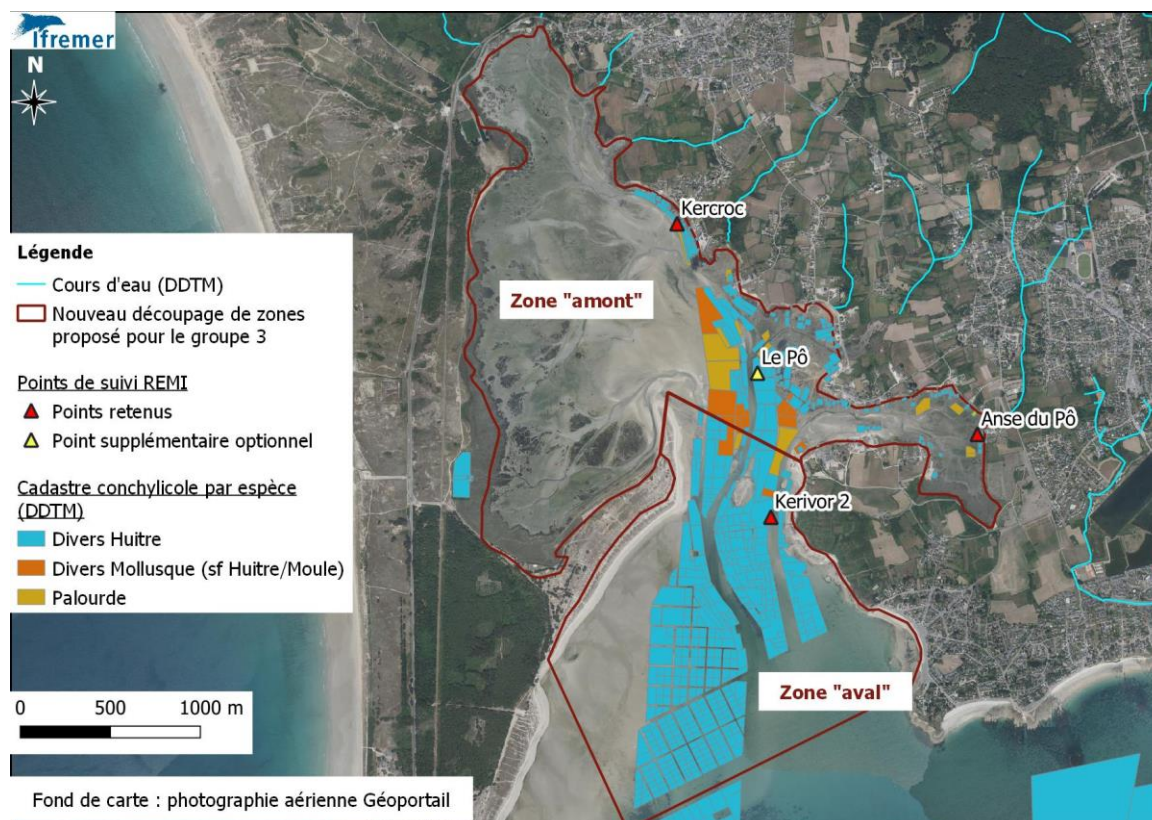 Ifremer
N
Légende
Cours d'eau (DDTM)
Nouveau découpage de zones
proposé pour le groupe 3
Points de suivi REMI
Points retenus
Point supplémentaire optionnel
Cadastre conchylicole par espèce
(DDTM)
Divers Huitre
Divers Mollusque (sf Huitre/Moule)
Palourde
0 500 1000 m
Fond de carte : photographie aérienne Géoportail
Kercroc
Zone "amont"
Le Pô
Anse du Pô
Kerivor 2
Zone "aval"